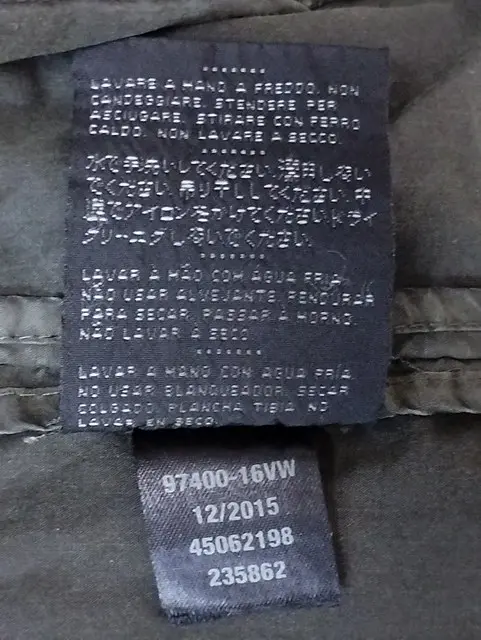 LAVARE A MANO A FREDDO. NON
CANDEGGIARE. STENDERE PER
ASCIUGARE. STIRARE CON FERRO
CALDO. NON LAVARE A SECCO.
水で手洗いしてください。漂白しないで
ください。吊り干ししてください。中
温でアイロンをかけてください。ドライ
クリーニングしないでください。
LAVAR À MÃO COM ÁGUA FRIA.
NÃO USAR ALVEJANTE. PENDURAR
PARA SECAR. PASSAR À MORNO.
NÃO LAVAR A SECO.
LAVAR A MANO CON AGUA FRÍA.
NO USAR BLANQUEADOR. SECAR
COLGADO. PLANCHA TIBIA. NO
LAVAR EN SECO.
97400-16VW
12/2015
45062198
235862